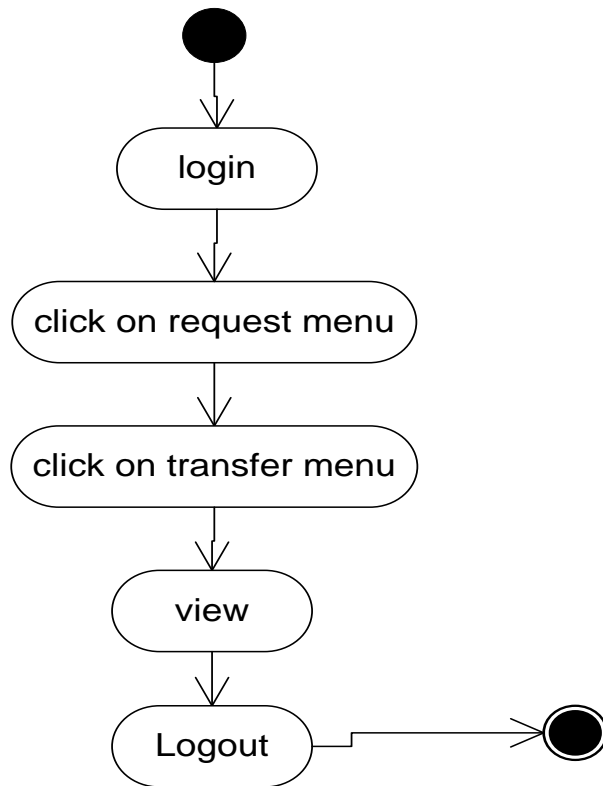 login
click on request menu
click on transfer menu
view
Logout